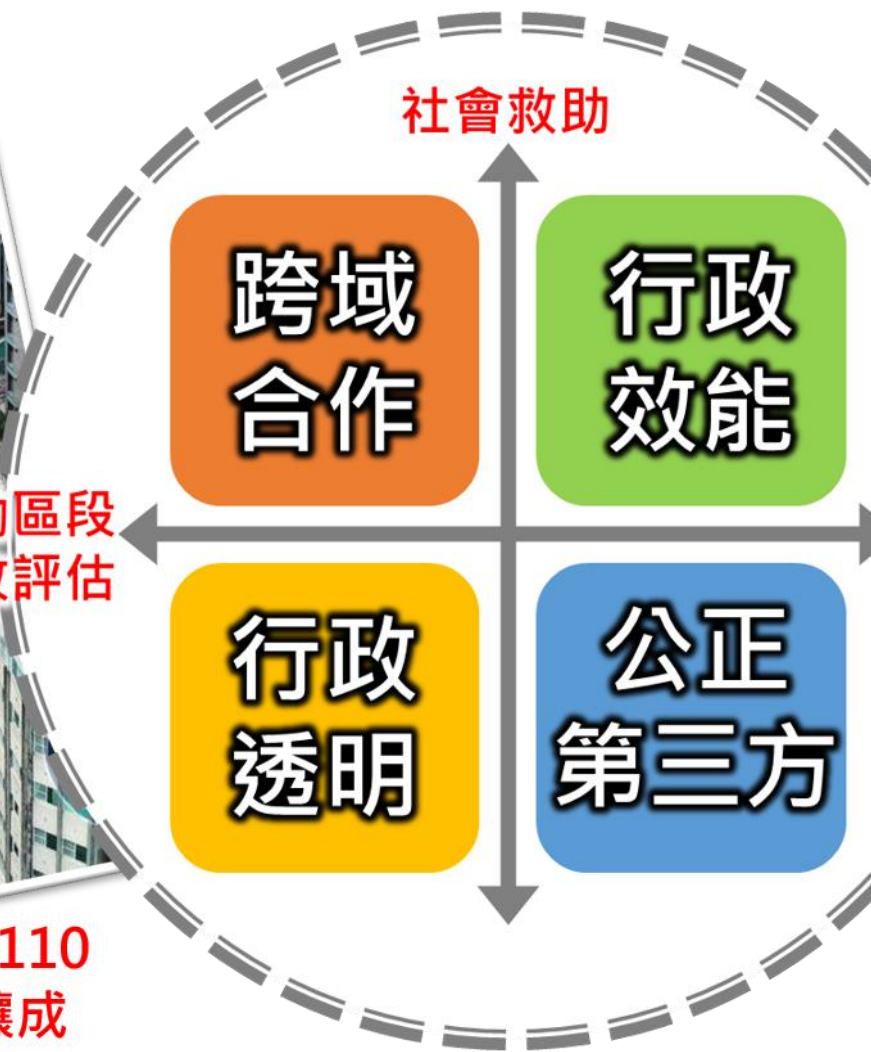 社會救助
跨域
合作
行政
效能
區段
評估
行政
透明
公正
第三方
110
釀成